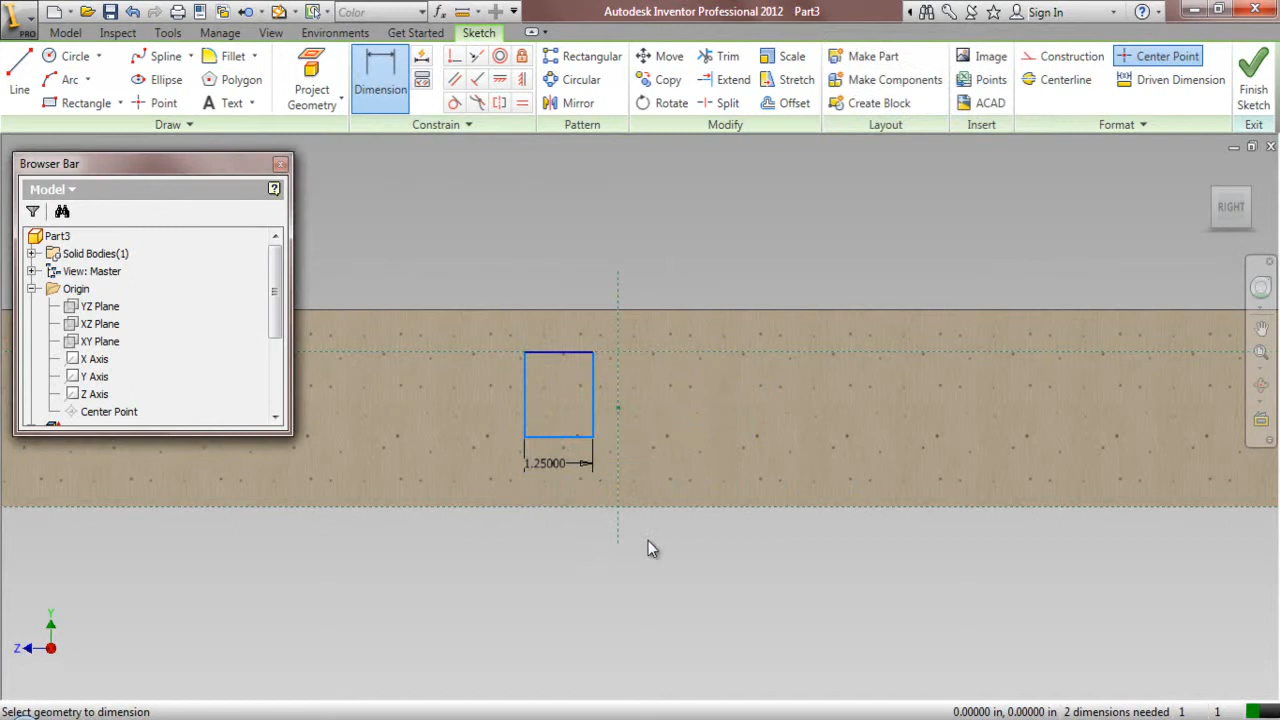 Color
Autodesk Inventor Professional 2012 Part3
Sign In
PRO
Model Inspect Tools Manage View Environments Get Started Sketch
Line
Circle
Arc
Rectangle
Spline
Ellipse
Point
Fillet
Polygon
Text
Project
Geometry
Dimension
Rectangular
Circular
Mirror
Move
Copy
Rotate
Trim
Extend
Split
Scale
Stretch
Offset
Make Part
Make Components
Create Block
Image
Points
ACAD
Construction
Centerline
Center Point
Driven Dimension
Finish
Sketch
Draw Constrain Pattern Modify Layout Insert Format Exit
Browser Bar
Model
Part3
Solid Bodies(1)
View: Master
Origin
YZ Plane
XZ Plane
XY Plane
X Axis
Y Axis
Z Axis
Center Point
RIGHT
1.25000
Y
Z
Select geometry to dimension
0.00000 in, 0.00000 in 2 dimensions needed 1 1